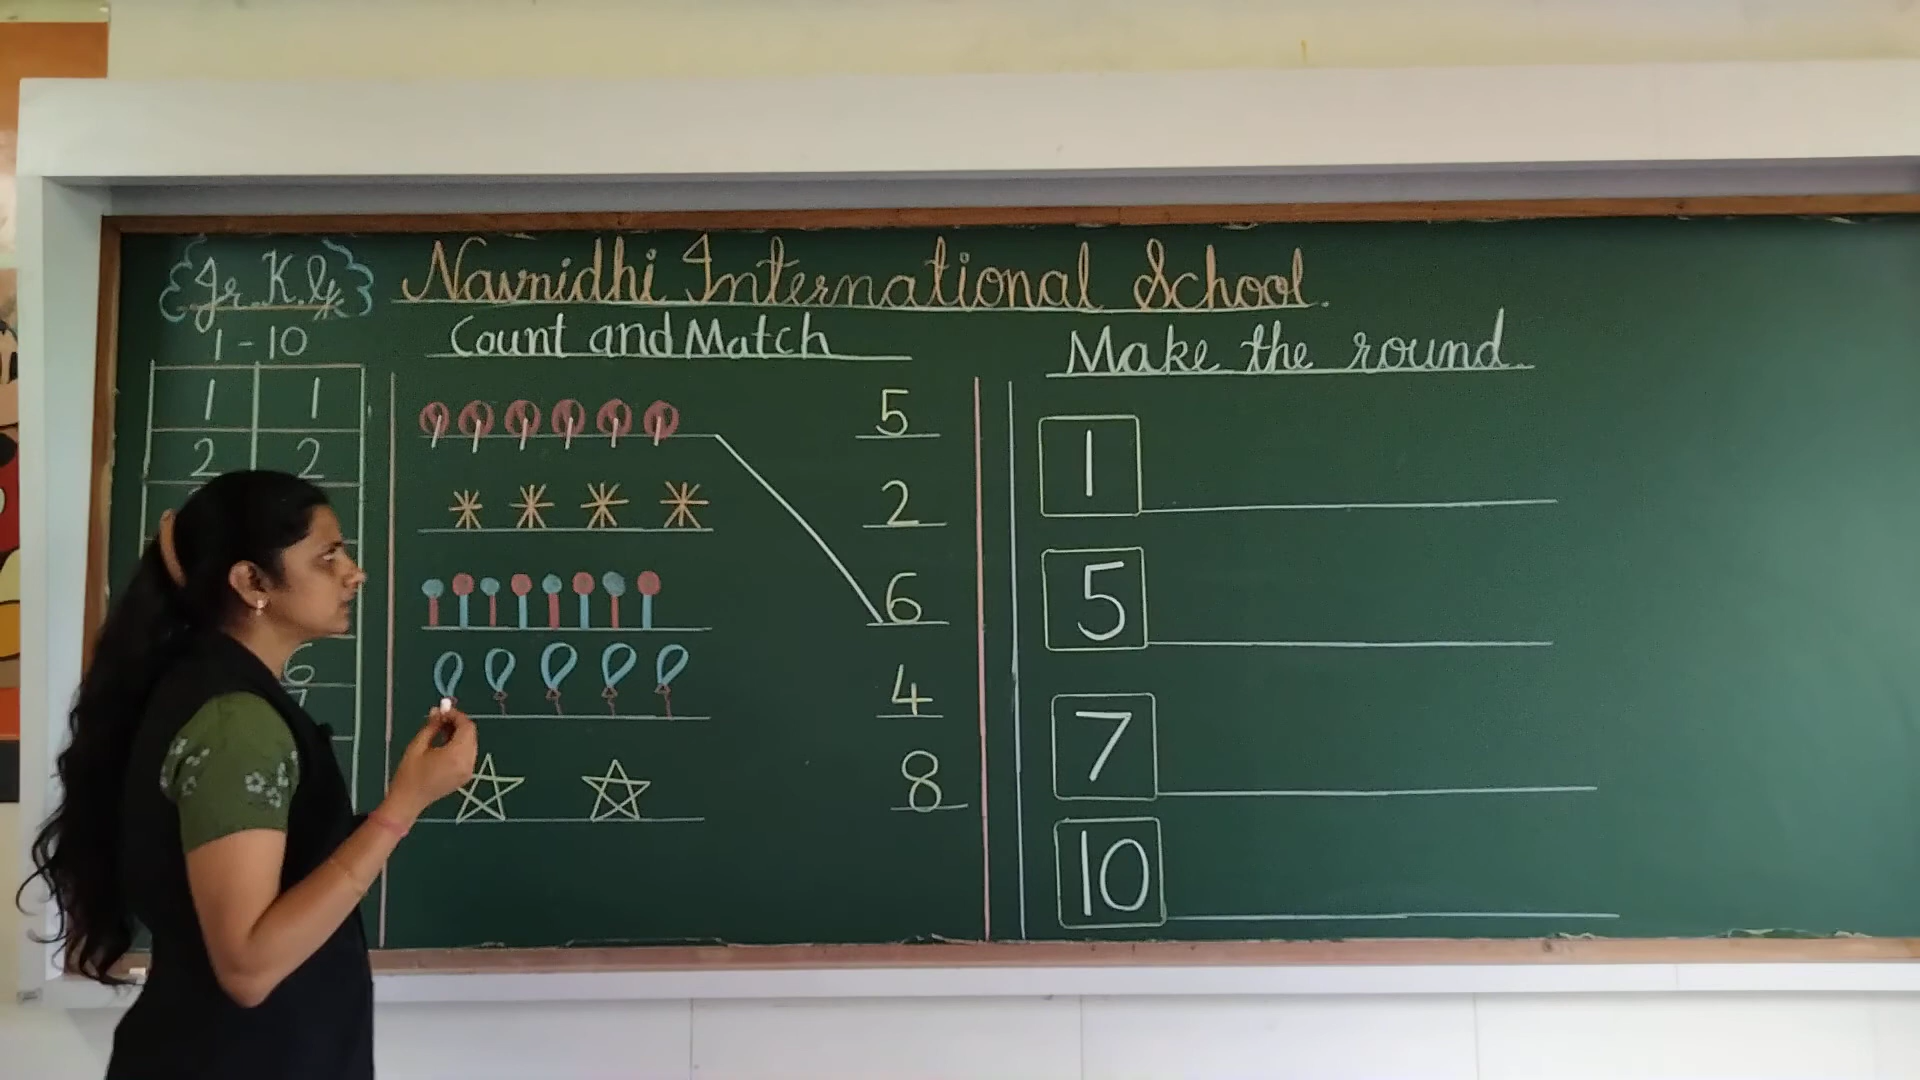 Jr. K.G
Navnidhi International School.
1 - 10
Count and Match
Make the round.
1 1
2 2
6
5
2
6
4
8
1
5
7
10